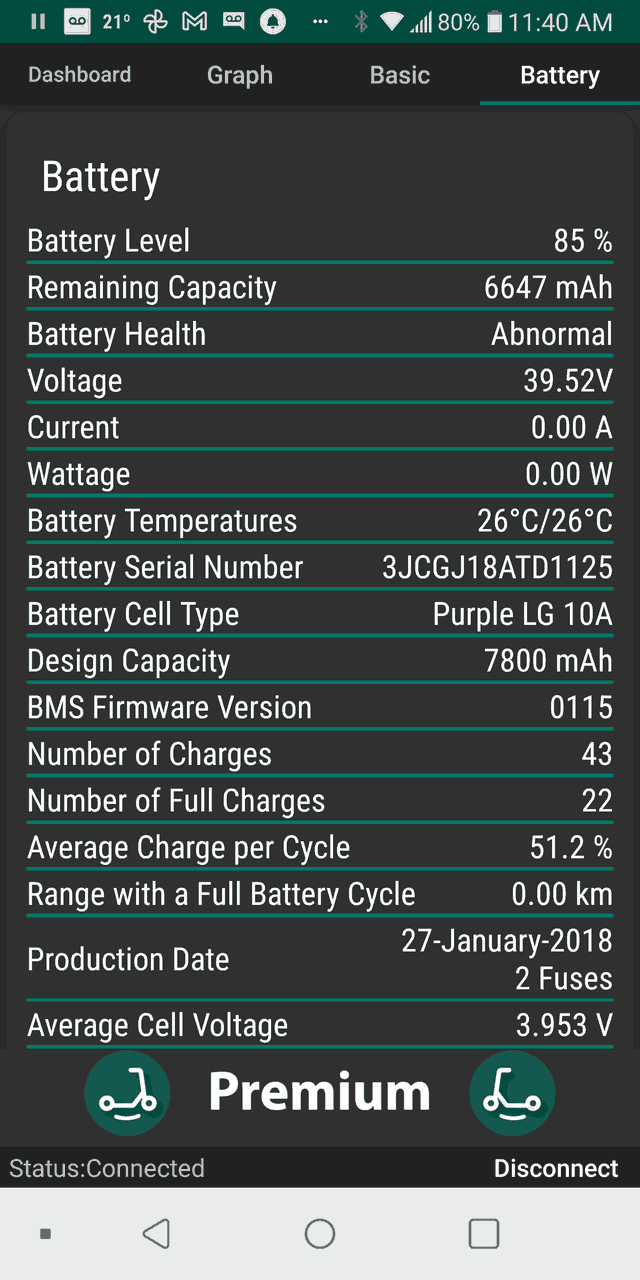 21° 80% 11:40 AM
Dashboard Graph Basic Battery
Battery
Battery Level 85 %
Remaining Capacity 6647 mAh
Battery Health Abnormal
Voltage 39.52V
Current 0.00 A
Wattage 0.00 W
Battery Temperatures 26°C/26°C
Battery Serial Number 3JCGJ18ATD1125
Battery Cell Type Purple LG 10A
Design Capacity 7800 mAh
BMS Firmware Version 0115
Number of Charges 43
Number of Full Charges 22
Average Charge per Cycle 51.2 %
Range with a Full Battery Cycle 0.00 km
Production Date 27-January-2018
2 Fuses
Average Cell Voltage 3.953 V
Premium
Status:Connected Disconnect